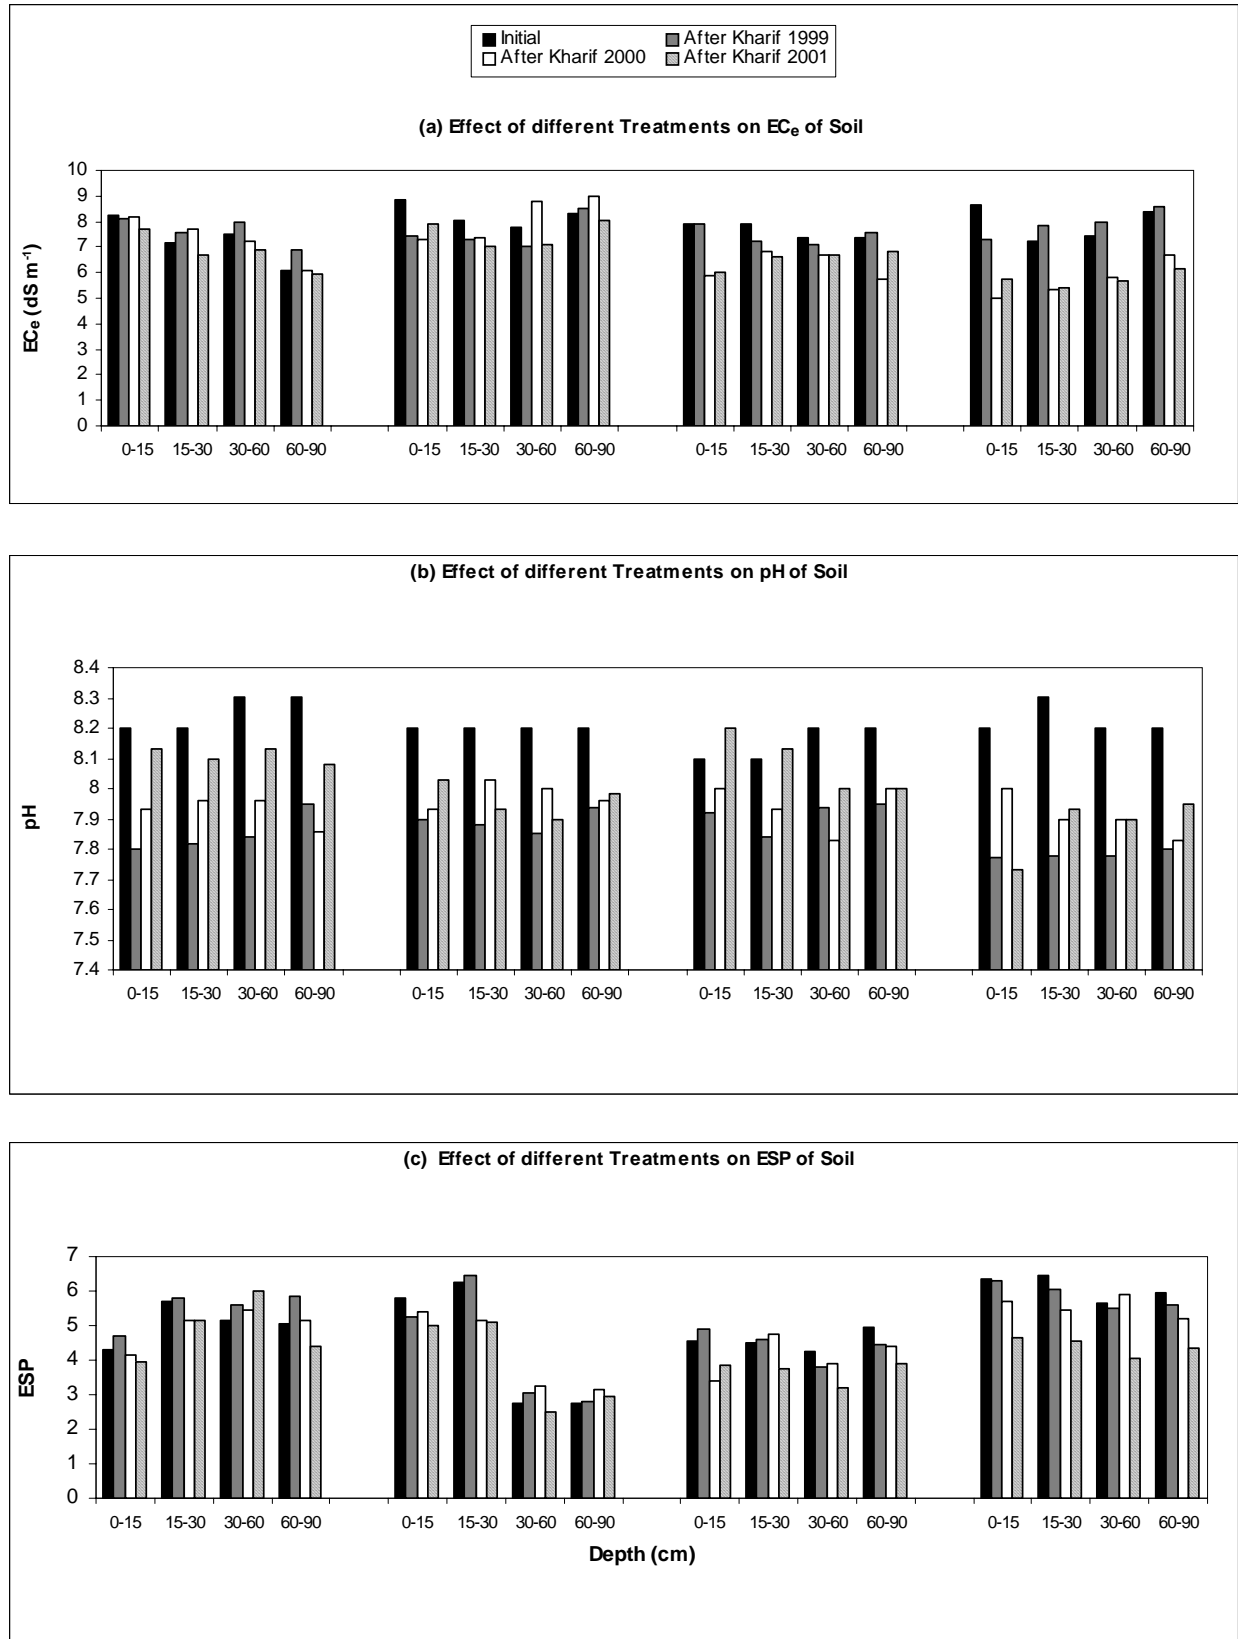 Initial After Kharif 1999
After Kharif 2000 After Kharif 2001
(a) Effect of different Treatments on ECe of Soil
10
9
8
7
6
5
4
3
2
1
0
ECe (dS m-1)
0-15 15-30 30-60 60-90 0-15 15-30 30-60 60-90 0-15 15-30 30-60 60-90 0-15 15-30 30-60 60-90
(b) Effect of different Treatments on pH of Soil
8.4
8.3
8.2
8.1
8
7.9
7.8
7.7
7.6
7.5
7.4
pH
0-15 15-30 30-60 60-90 0-15 15-30 30-60 60-90 0-15 15-30 30-60 60-90 0-15 15-30 30-60 60-90
(c) Effect of different Treatments on ESP of Soil
7
6
5
4
3
2
1
0
ESP
0-15 15-30 30-60 60-90 0-15 15-30 30-60 60-90 0-15 15-30 30-60 60-90 0-15 15-30 30-60 60-90
Depth (cm)